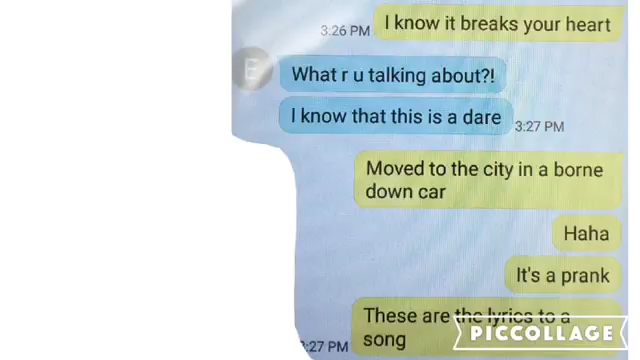 I know it breaks your heart
3:26 PM
E
What r u talking about?!
I know that this is a dare
3:27 PM
Moved to the city in a borne
down car
Haha
It's a prank
These are the lyrics to a
song
:27 PM
PICCOLLAGE